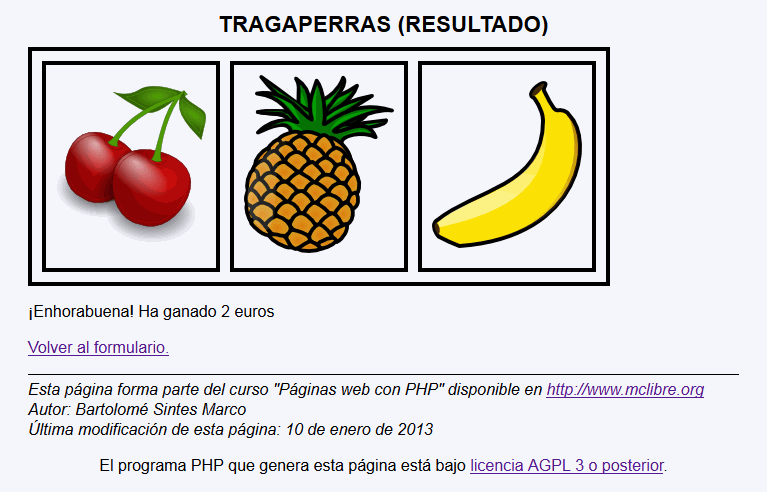 TRAGAPERRAS (RESULTADO)
¡Enhorabuena! Ha ganado 2 euros
Volver al formulario.
Esta página forma parte del curso "Páginas web con PHP" disponible en http://www.mclibre.org
Autor: Bartolomé Sintes Marco
Última modificación de esta página: 10 de enero de 2013
El programa PHP que genera esta página está bajo licencia AGPL 3 o posterior.